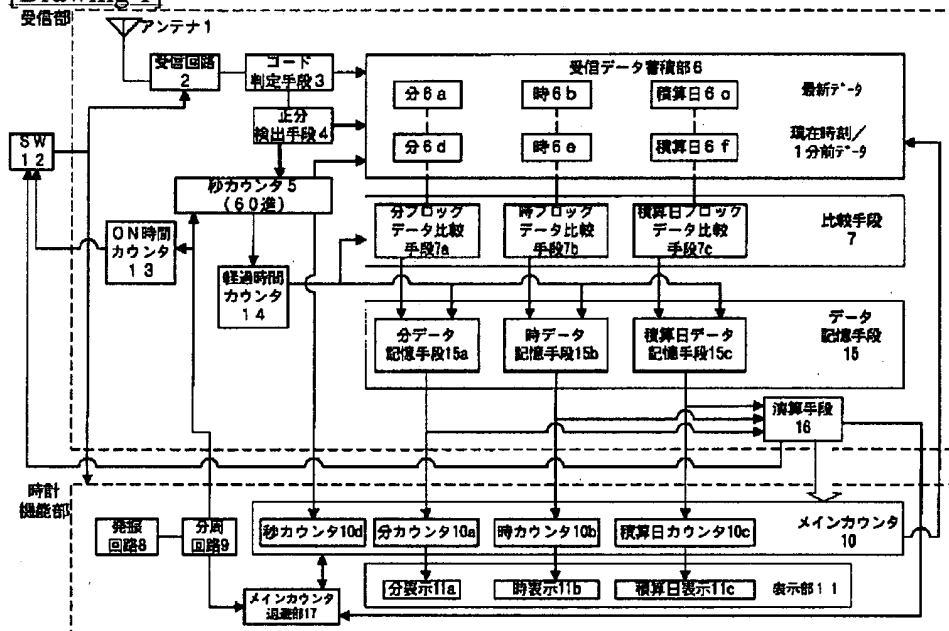 [Drawing 1]
受信部
アンテナ1
受信回路
2
コード
判定手段3
正分
検出手段4
受信データ蓄積部6
分6a
時6b
積算日6c
最新データ
分6d
時6e
積算日6f
現在時刻/
1分前データ
SW
12
秒カウンタ5
(60進)
ON時間
カウンタ
13
経過時間
カウンタ
14
分ブロック
データ比較
手段7a
時ブロック
データ比較
手段7b
積算日ブロック
データ比較
手段7c
比較手段
7
分データ
記憶手段15a
時データ
記憶手段15b
積算日データ
記憶手段15c
データ
記憶手段
15
演算手段
16
時計
機能部
発振
回路8
分周
回路9
秒カウンタ10d
分カウンタ10a
時カウンタ10b
積算日カウンタ10c
メインカウンタ
10
メインカウンタ
退避部17
分表示11a
時表示11b
積算日表示11c
表示部11